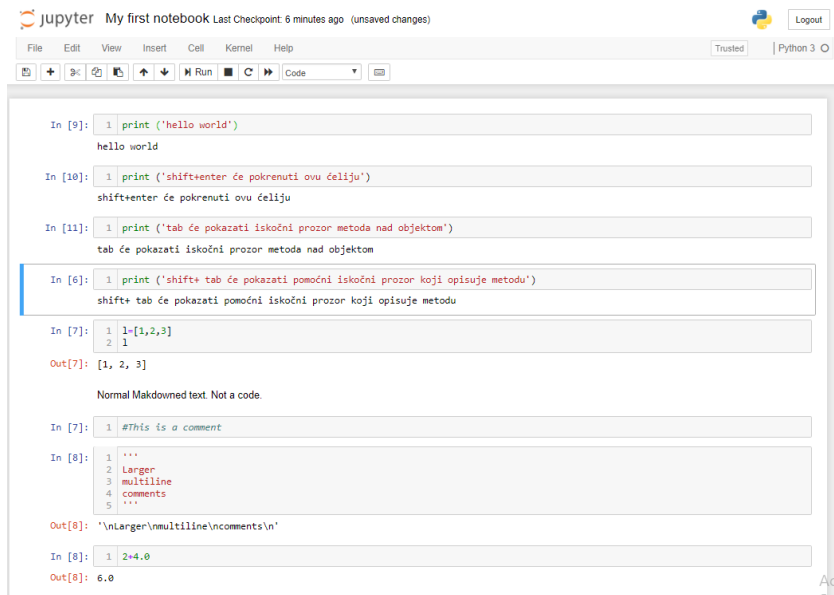 jupyter My first notebook Last Checkpoint: 6 minutes ago (unsaved changes) Logout
File Edit View Insert Cell Kernel Help Trusted Python 3
Run Code
In [9]: 1 print ('hello world')
hello world
In [10]: 1 print ('shift+enter će pokrenuti ovu ćeliju')
shift+enter će pokrenuti ovu ćeliju
In [11]: 1 print ('tab će pokazati iskočni prozor metoda nad objektom')
tab će pokazati iskočni prozor metoda nad objektom
In [6]: 1 print ('shift+ tab će pokazati pomoćni iskočni prozor koji opisuje metodu')
shift+ tab će pokazati pomoćni iskočni prozor koji opisuje metodu
In [7]: 1 l=[1,2,3]
2 l
Out[7]: [1, 2, 3]
Normal Makdowned text. Not a code.
In [7]: 1 #This is a comment
In [8]: 1 '''
2 Larger
3 multiline
4 comments
5 '''
Out[8]: '\nLarger\nmultiline\ncomments\n'
In [8]: 1 2+4.0
Out[8]: 6.0